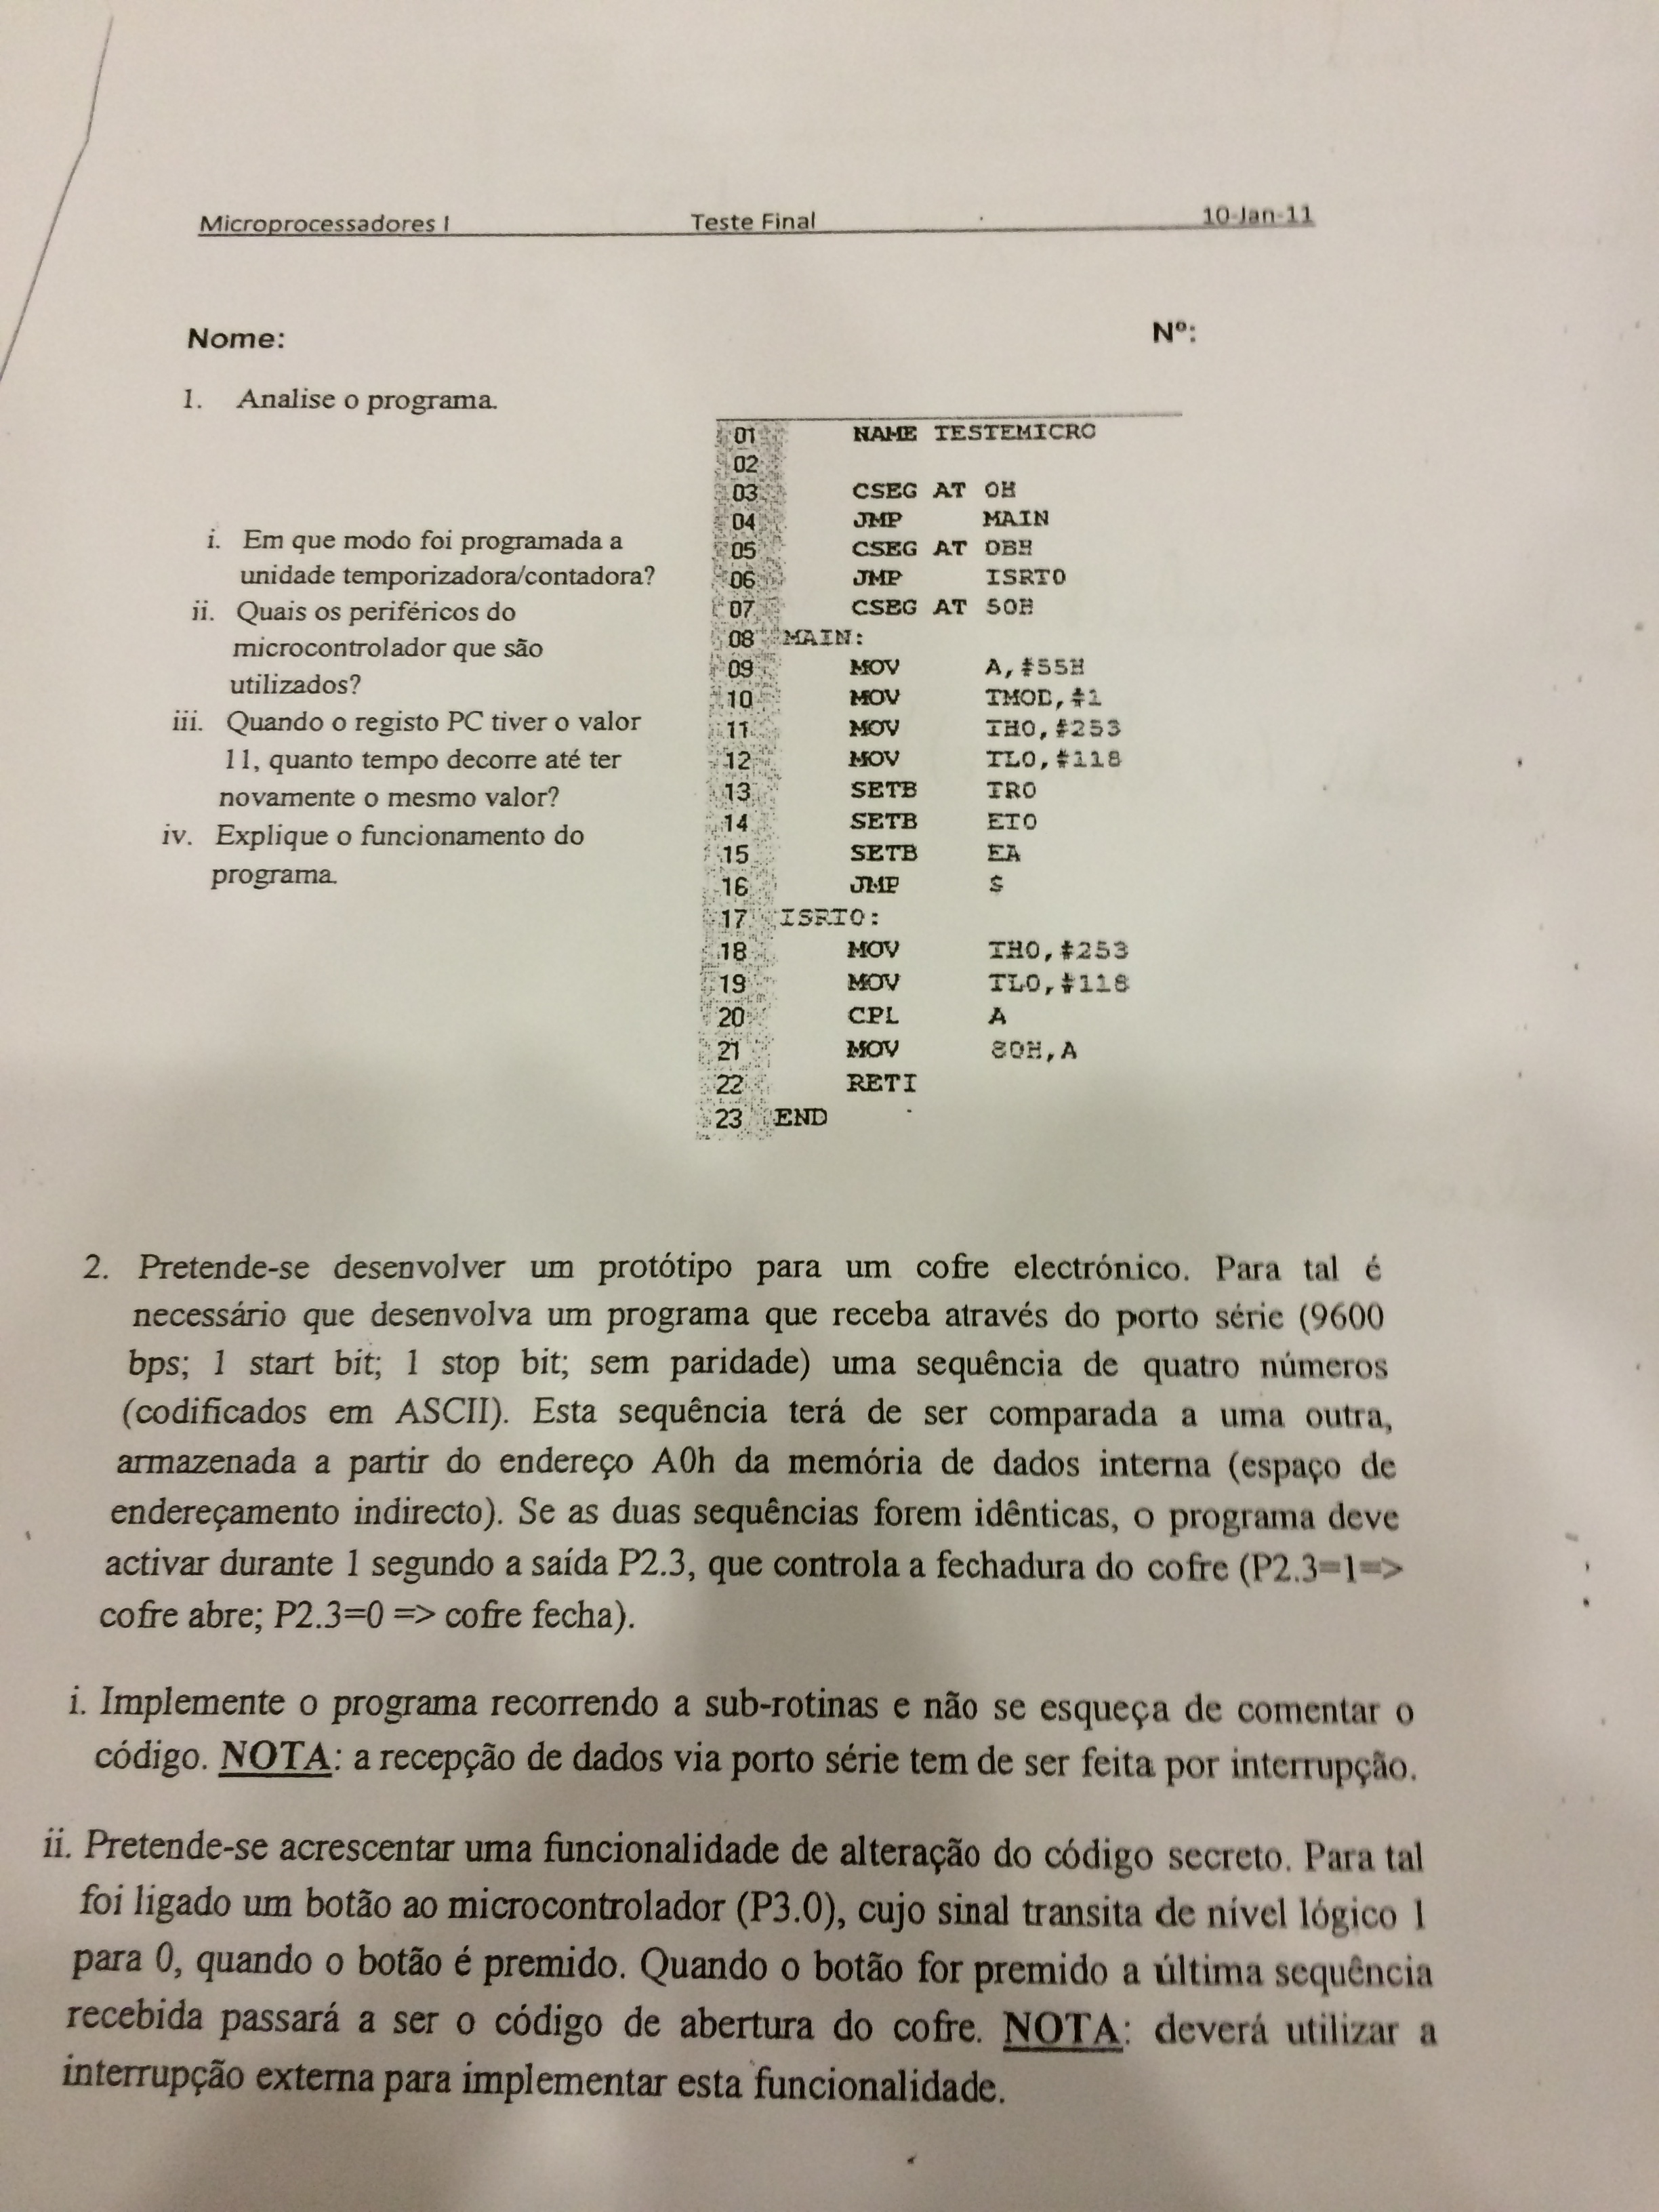 Microprocessadores I Teste Final 10-Jan-11
Nome: Nº:
1. Analise o programa.
i. Em que modo foi programada a
unidade temporizadora/contadora?
ii. Quais os periféricos do
microcontrolador que são
utilizados?
iii. Quando o registo PC tiver o valor
11, quanto tempo decorre até ter
novamente o mesmo valor?
iv. Explique o funcionamento do
programa.
01 NAME TESTEMICRO
02
03 CSEG AT 0H
04 JMP MAIN
05 CSEG AT 0BH
06 JMP ISRT0
07 CSEG AT 50H
08 MAIN:
09 MOV A,#55H
10 MOV TMOD,#1
11 MOV TH0,#253
12 MOV TL0,#118
13 SETB TR0
14 SETB ET0
15 SETB EA
16 JMP $
17 ISRT0:
18 MOV TH0,#253
19 MOV TL0,#118
20 CPL A
21 MOV 80H,A
22 RETI
23 END
2. Pretende-se desenvolver um protótipo para um cofre electrónico. Para tal é
necessário que desenvolva um programa que receba através do porto série (9600
bps; 1 start bit; 1 stop bit; sem paridade) uma sequência de quatro números
(codificados em ASCII). Esta sequência terá de ser comparada a uma outra,
armazenada a partir do endereço A0h da memória de dados interna (espaço de
endereçamento indirecto). Se as duas sequências forem idênticas, o programa deve
activar durante 1 segundo a saída P2.3, que controla a fechadura do cofre (P2.3=1=>
cofre abre; P2.3=0 => cofre fecha).
i. Implemente o programa recorrendo a sub-rotinas e não se esqueça de comentar o
código. NOTA: a recepção de dados via porto série tem de ser feita por interrupção.
ii. Pretende-se acrescentar uma funcionalidade de alteração do código secreto. Para tal
foi ligado um botão ao microcontrolador (P3.0), cujo sinal transita de nível lógico 1
para 0, quando o botão é premido. Quando o botão for premido a última sequência
recebida passará a ser o código de abertura do cofre. NOTA: deverá utilizar a
interrupção externa para implementar esta funcionalidade.